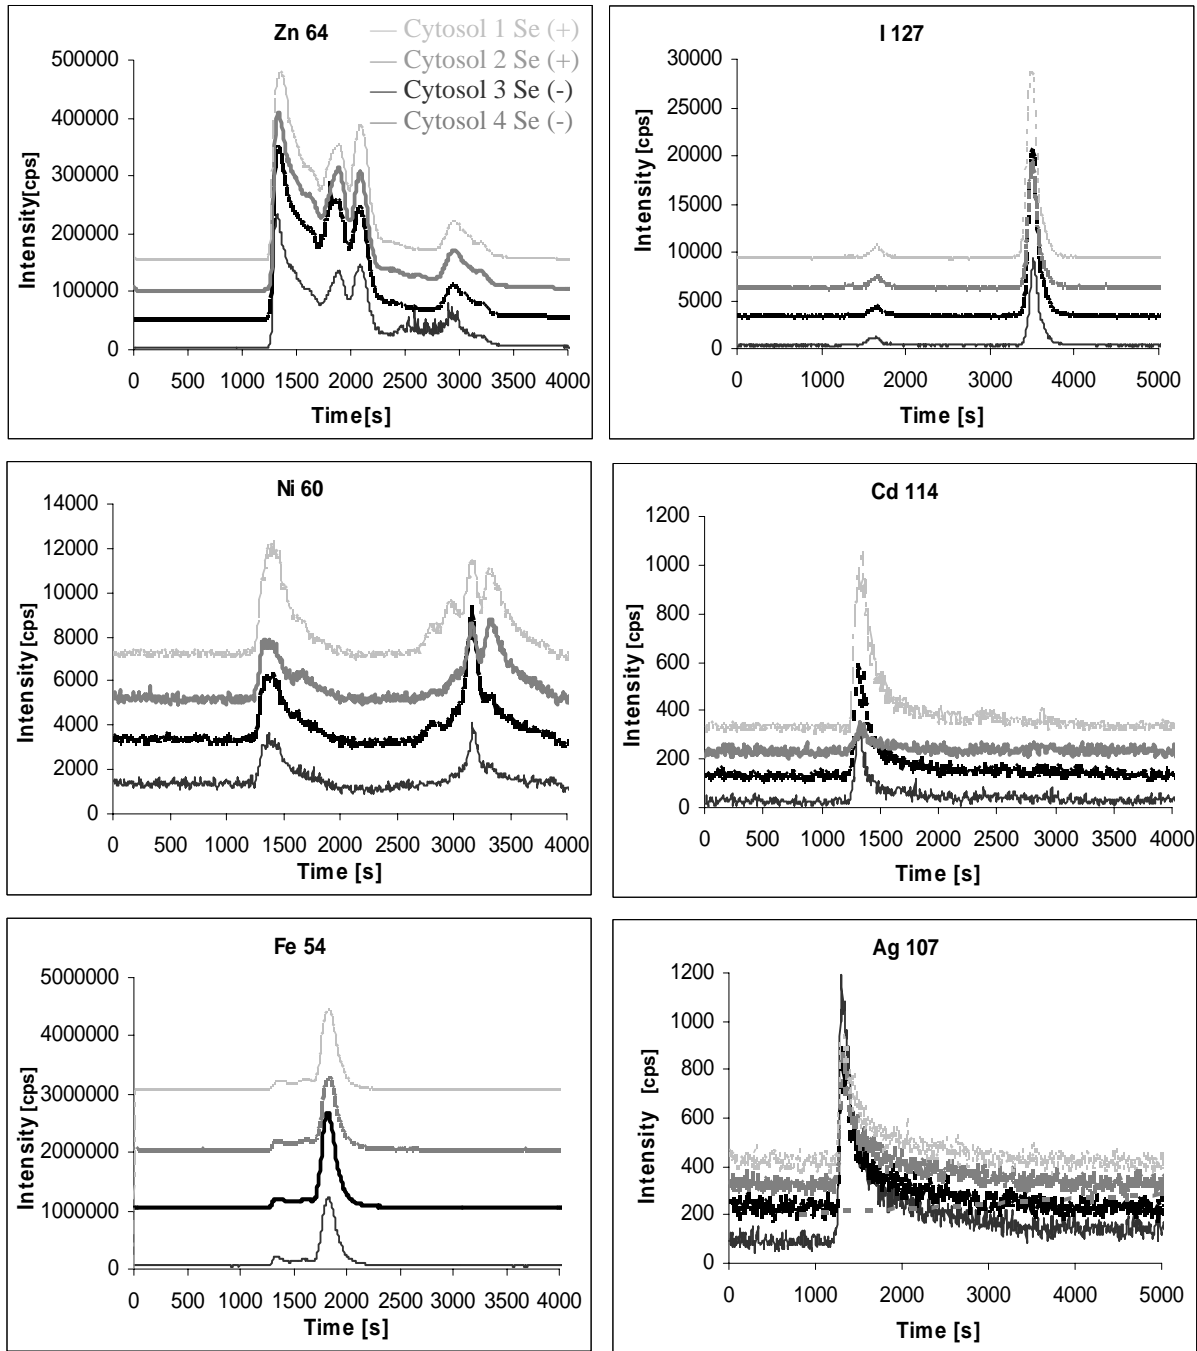 Zn 64
Cytosol 1 Se (+)
Cytosol 2 Se (+)
Cytosol 3 Se (-)
Cytosol 4 Se (-)
Intensity[cps]
500000
400000
300000
200000
100000
0
0 500 1000 1500 2000 2500 3000 3500 4000
Time[s]
I 127
Intensity [cps]
30000
25000
20000
15000
10000
5000
0
0 1000 2000 3000 4000 5000
Time [s]
Ni 60
Intensity [cps]
14000
12000
10000
8000
6000
4000
2000
0
0 500 1000 1500 2000 2500 3000 3500 4000
Time [s]
Cd 114
Intensity [cps]
1200
1000
800
600
400
200
0
0 500 1000 1500 2000 2500 3000 3500 4000
Time [s]
Fe 54
Intensity [cps]
5000000
4000000
3000000
2000000
1000000
0
0 500 1000 1500 2000 2500 3000 3500 4000
Time [s]
Ag 107
Intensity [cps]
1200
1000
800
600
400
200
0
0 1000 2000 3000 4000 5000
Time [s]